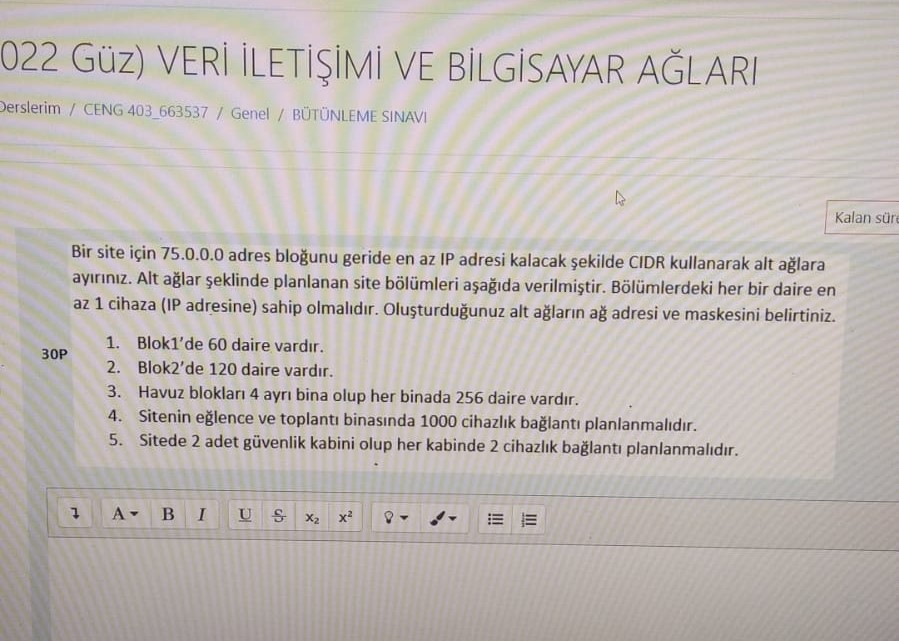 022 Güz) VERİ İLETİŞİMİ VE BİLGİSAYAR AĞLARI
Derslerim / CENG 403_663537 / Genel / BÜTÜNLEME SINAVI
Kalan süre
Bir site için 75.0.0.0 adres bloğunu geride en az IP adresi kalacak şekilde CIDR kullanarak alt ağlara
ayırınız. Alt ağlar şeklinde planlanan site bölümleri aşağıda verilmiştir. Bölümlerdeki her bir daire en
az 1 cihaza (IP adresine) sahip olmalıdır. Oluşturduğunuz alt ağların ağ adresi ve maskesini belirtiniz.
30P
1. Blok1'de 60 daire vardır.
2. Blok2'de 120 daire vardır.
3. Havuz blokları 4 ayrı bina olup her binada 256 daire vardır.
4. Sitenin eğlence ve toplantı binasında 1000 cihazlık bağlantı planlanmalıdır.
5. Sitede 2 adet güvenlik kabini olup her kabinde 2 cihazlık bağlantı planlanmalıdır.
A B I U S X₂ X²